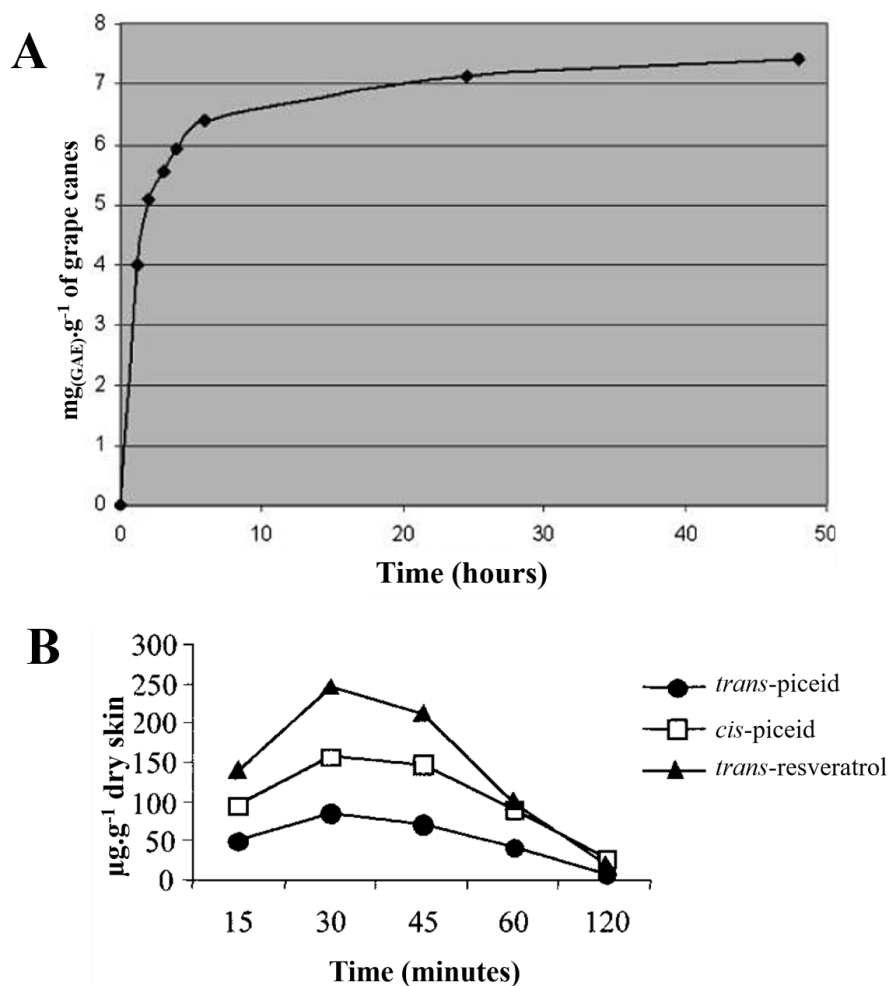 A
8
7
6
5
4
3
2
1
0
mg(GAE)·g⁻¹ of grape canes
0 10 20 30 40 50
Time (hours)
B
300
250
200
150
100
50
0
µg.g⁻¹ dry skin
15 30 45 60 120
Time (minutes)
trans-piceid
cis-piceid
trans-resveratrol